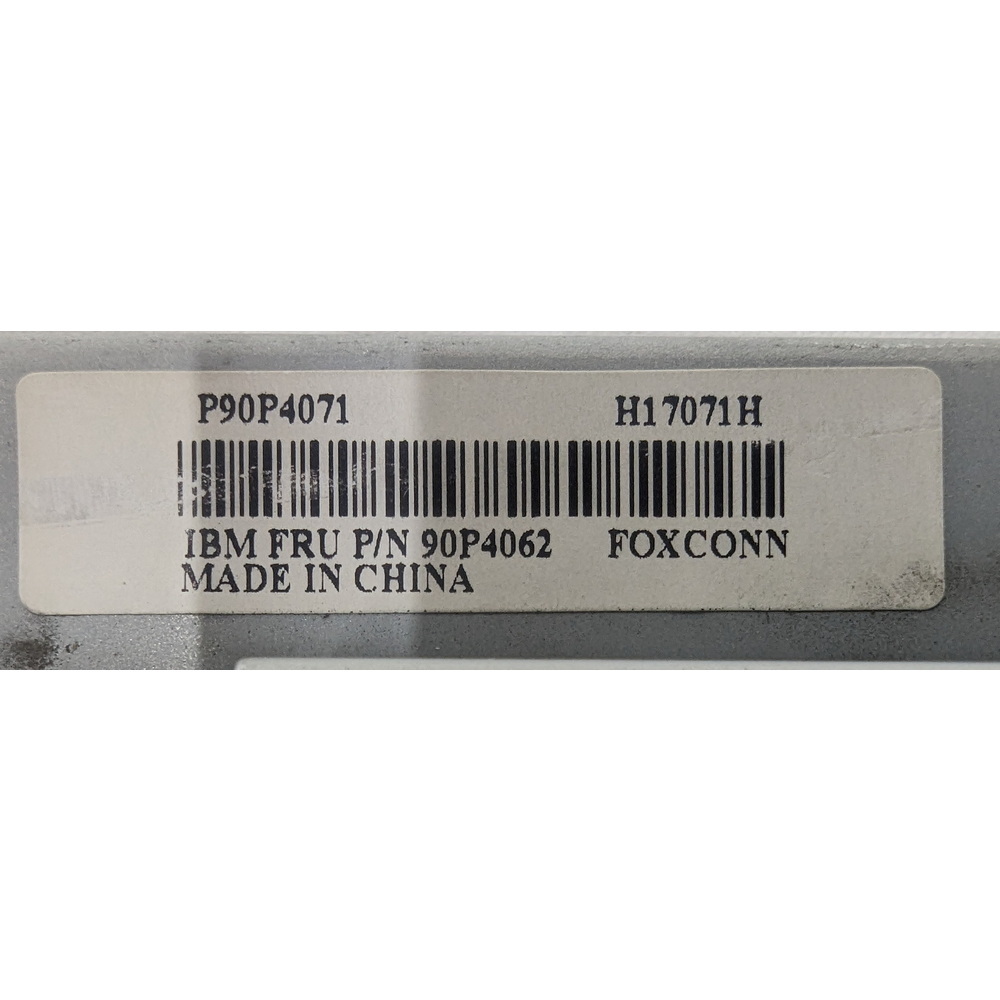 P90P4071 H17071H
IBM FRU P/N 90P4062 FOXCONN
MADE IN CHINA